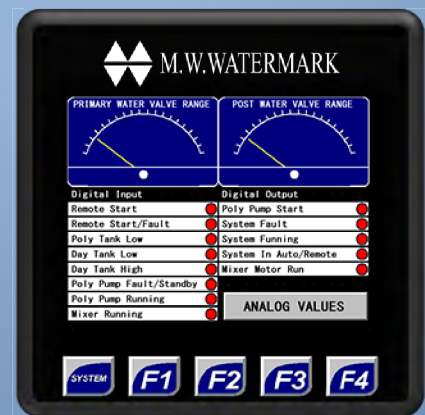 M.W.WATERMARK
PRIMARY WATER VALVE RANGE
POST WATER VALVE RANGE
Digital Input
Digital Output
Remote Start
Poly Pump Start
Remote Start/Fault
System Fault
Poly Tank Low
System Funning
Day Tank Low
System In Auto/Remote
Day Tank High
Mixer Motor Run
Poly Pump Fault/Standby
Poly Pump Running
Mixer Running
ANALOG VALUES
SYSTEM
F1
F2
F3
F4